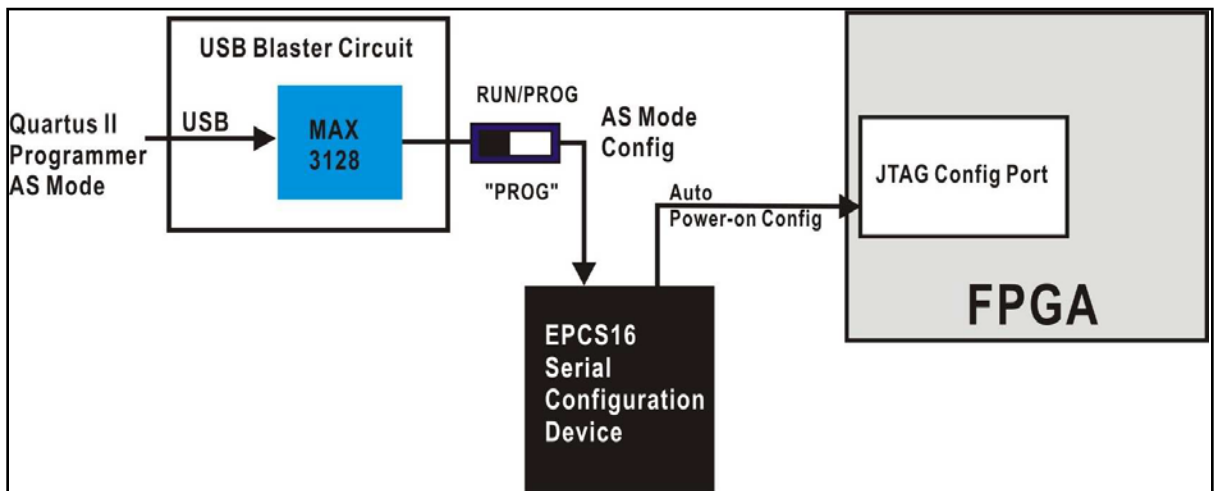 USB Blaster Circuit
Quartus II
Programmer
AS Mode
USB
MAX
3128
RUN/PROG
"PROG"
AS Mode
Config
Auto
Power-on Config
JTAG Config Port
FPGA
EPCS16
Serial
Configuration
Device